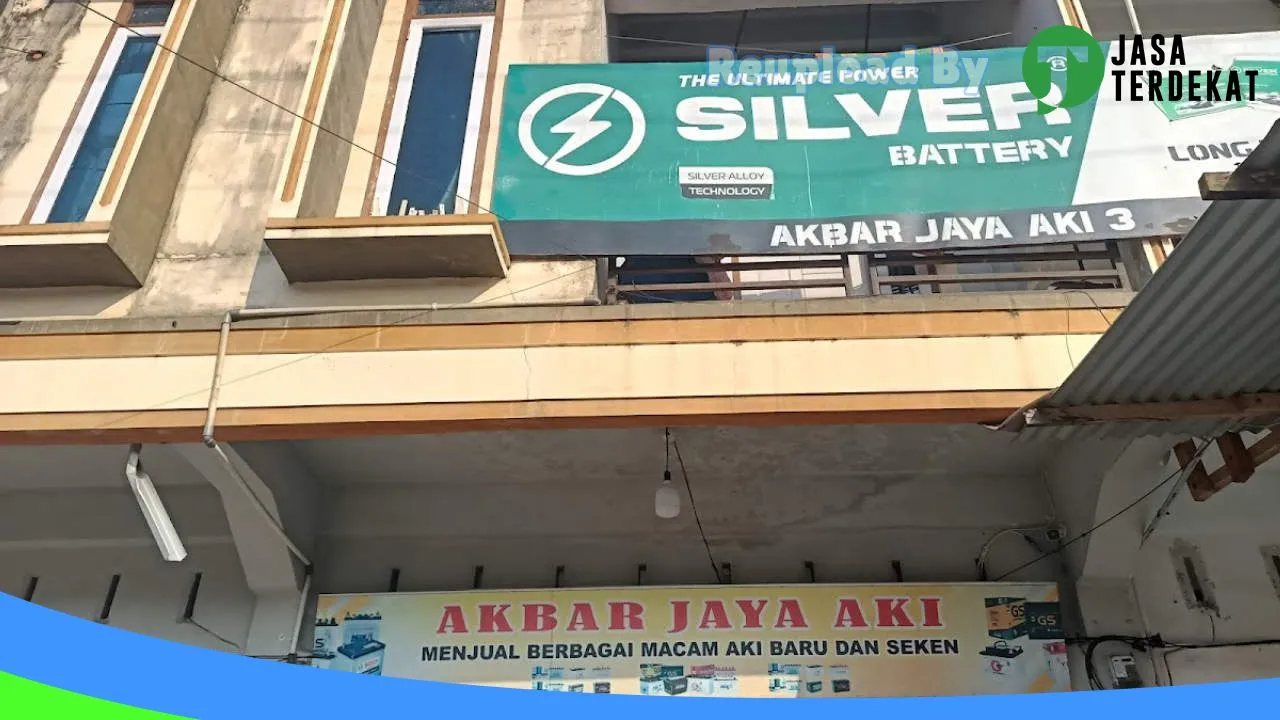 Reupload By
JASA
TERDEKAT
THE ULTIMATE POWER
SILVER
BATTERY
SILVER ALLOY
TECHNOLOGY
LONG
AKBAR JAYA AKI 3
AKBAR JAYA AKI
MENJUAL BERBAGAI MACAM AKI BARU DAN SEKEN
GS
GS